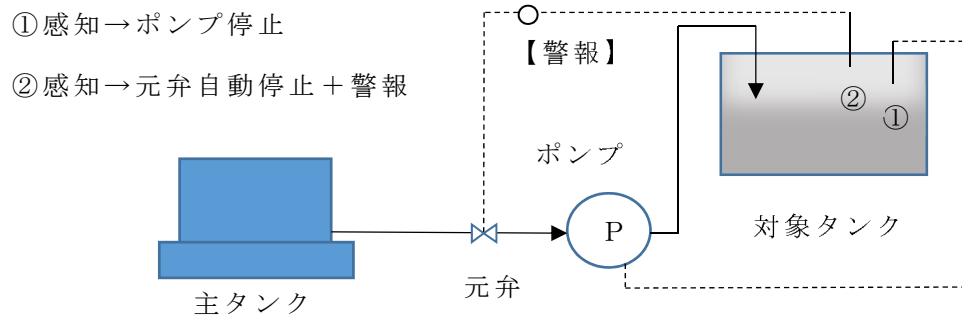 ①感知→ポンプ停止
【警報】
②感知→元弁自動停止＋警報
②
①
ポンプ
P
対象タンク
元弁
主タンク